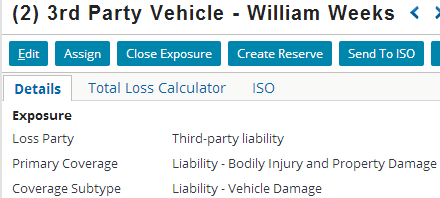 (2) 3rd Party Vehicle - William Weeks < >
Edit Assign Close Exposure Create Reserve Send To ISO
Details Total Loss Calculator ISO
Exposure
Loss Party Third-party liability
Primary Coverage Liability - Bodily Injury and Property Damage
Coverage Subtype Liability - Vehicle Damage